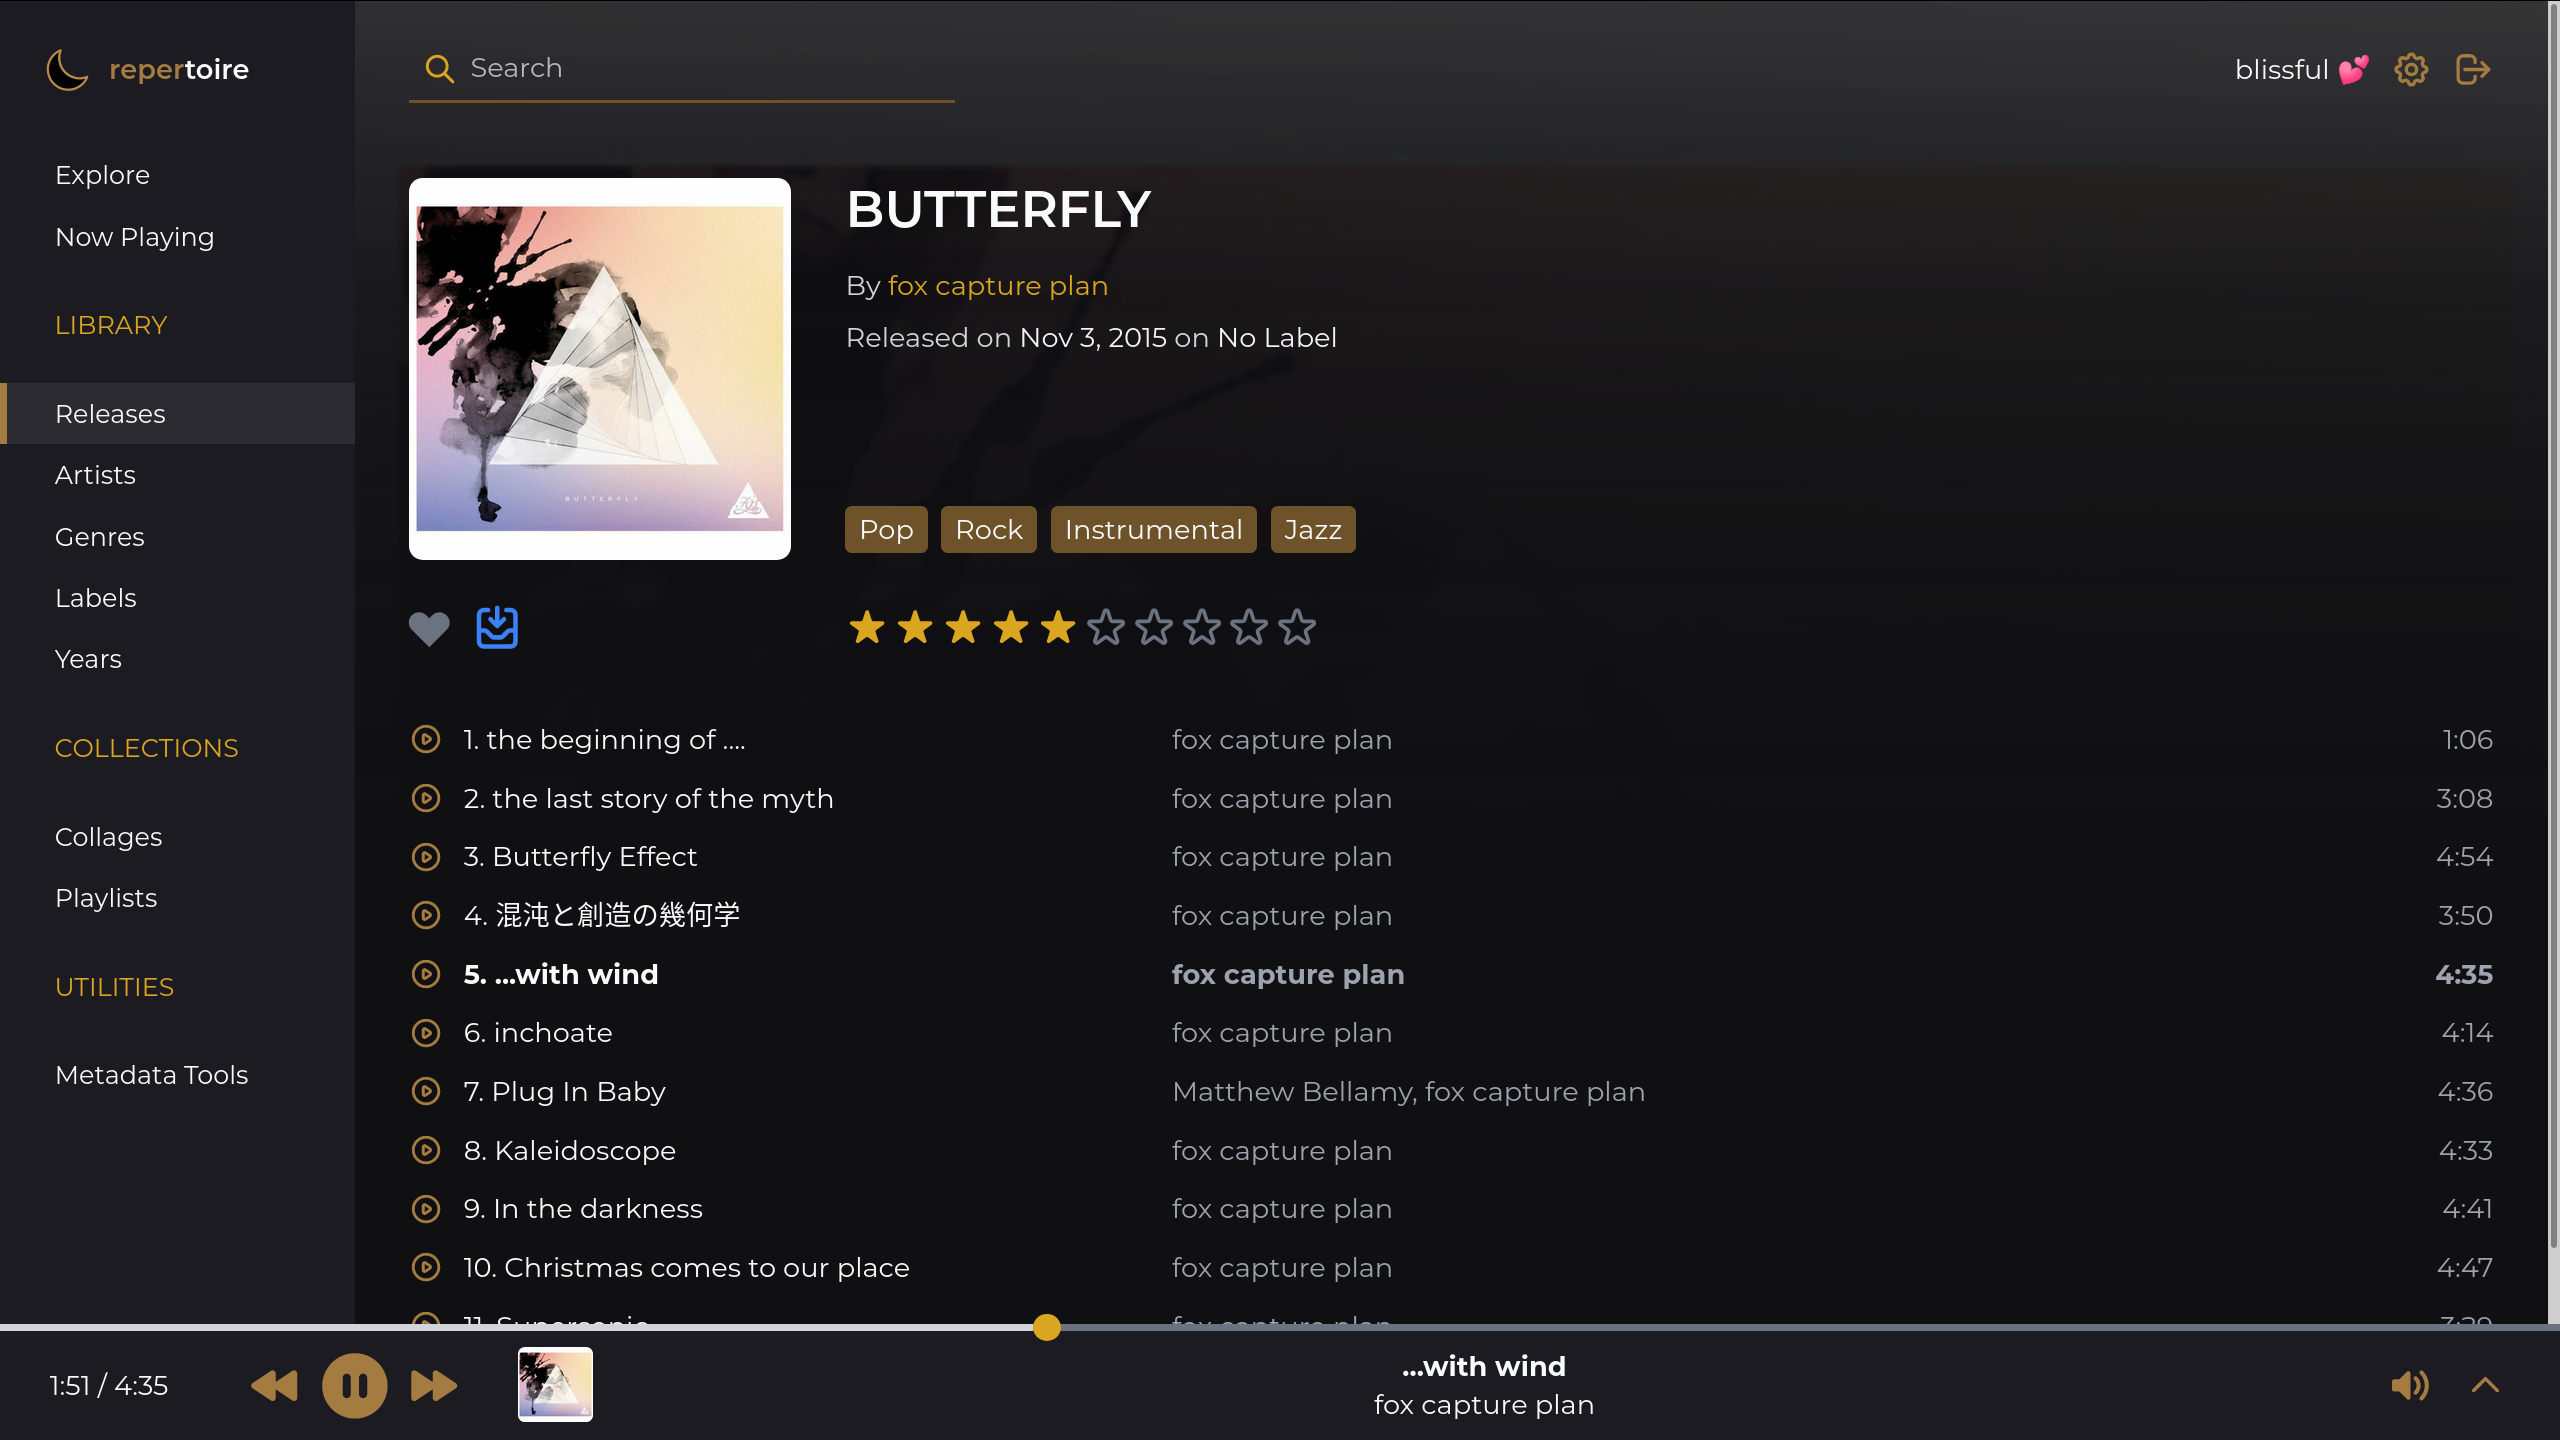 repertoire
Search
blissful 💕
Explore
Now Playing
LIBRARY
Releases
Artists
Genres
Labels
Years
COLLECTIONS
Collages
Playlists
UTILITIES
Metadata Tools
BUTTERFLY
BUTTERFLY
By fox capture plan
Released on Nov 3, 2015 on No Label
Pop Rock Instrumental Jazz
1. the beginning of .... fox capture plan 1:06
2. the last story of the myth fox capture plan 3:08
3. Butterfly Effect fox capture plan 4:54
4. 混沌と創造の幾何学 fox capture plan 3:50
5. ...with wind fox capture plan 4:35
6. inchoate fox capture plan 4:14
7. Plug In Baby Matthew Bellamy, fox capture plan 4:36
8. Kaleidoscope fox capture plan 4:33
9. In the darkness fox capture plan 4:41
10. Christmas comes to our place fox capture plan 4:47
11. Supersonic fox capture plan
1:51 / 4:35
...with wind
fox capture plan